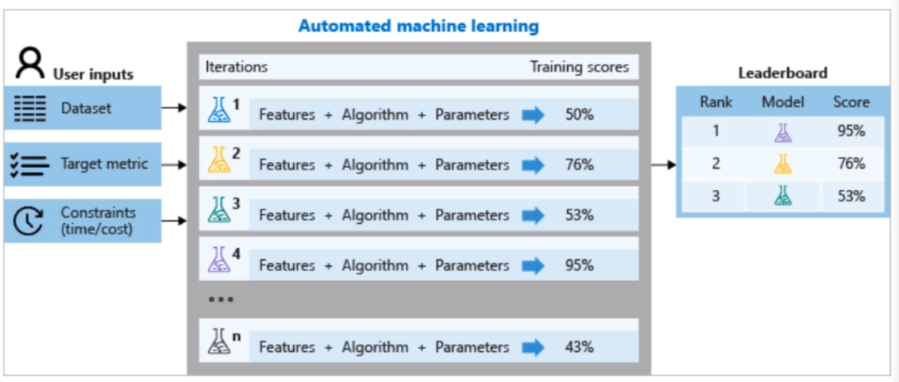 Automated machine learning
User inputs
Dataset
Target metric
Constraints
(time/cost)
Iterations Training scores
1 Features + Algorithm + Parameters 50%
2 Features + Algorithm + Parameters 76%
3 Features + Algorithm + Parameters 53%
4 Features + Algorithm + Parameters 95%
•••
n Features + Algorithm + Parameters 43%
Leaderboard
Rank Model Score
1 95%
2 76%
3 53%